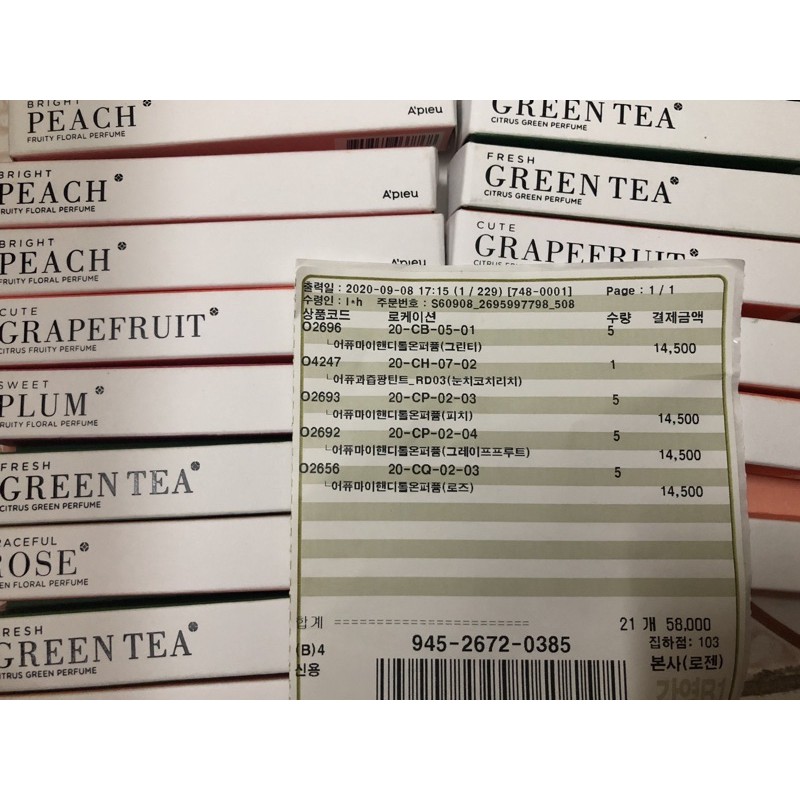 BRIGHT
PEACH
FRUITY FLORAL PERFUME
A'PIEU
BRIGHT
PEACH
FRUITY FLORAL PERFUME
A'PIEU
BRIGHT
PEACH
FRUITY FLORAL PERFUME
A'PIEU
CUTE
GRAPEFRUIT
CITRUS FRUITY PERFUME
SWEET
PLUM
FRUITY FLORAL PERFUME
FRESH
GREEN TEA
CITRUS GREEN PERFUME
RACEFUL
ROSE
EN FLORAL PERFUME
FRESH
GREEN TEA
CITRUS GREEN PERFUME
GREEN TEA
CITRUS GREEN PERFUME
FRESH
GREEN TEA
CITRUS GREEN PERFUME
CUTE
GRAPEFRUIT
출력일 : 2020-09-08 17:15 (1 / 229) [748-0001] Page : 1 / 1
수령인 : l*h 주문번호 : S60908_2695997798_508
상품코드 로케이션 수량 결제금액
O2696 20-CB-05-01 5
└어퓨마이핸디롤온퍼퓸(그린티) 14,500
O4247 20-CH-07-02 1
└어퓨과즙팡틴트_RD03(눈치코치리치)
O2693 20-CP-02-03 5
└어퓨마이핸디롤온퍼퓸(피치) 14,500
O2692 20-CP-02-04 5
└어퓨마이핸디롤온퍼퓸(그레이프프루트) 14,500
O2656 20-CQ-02-03 5
└어퓨마이핸디롤온퍼퓸(로즈) 14,500
합계 ========================= 21 개 58,000
(B)4 945-2672-0385 집하점: 103
신용 본사(로젠)